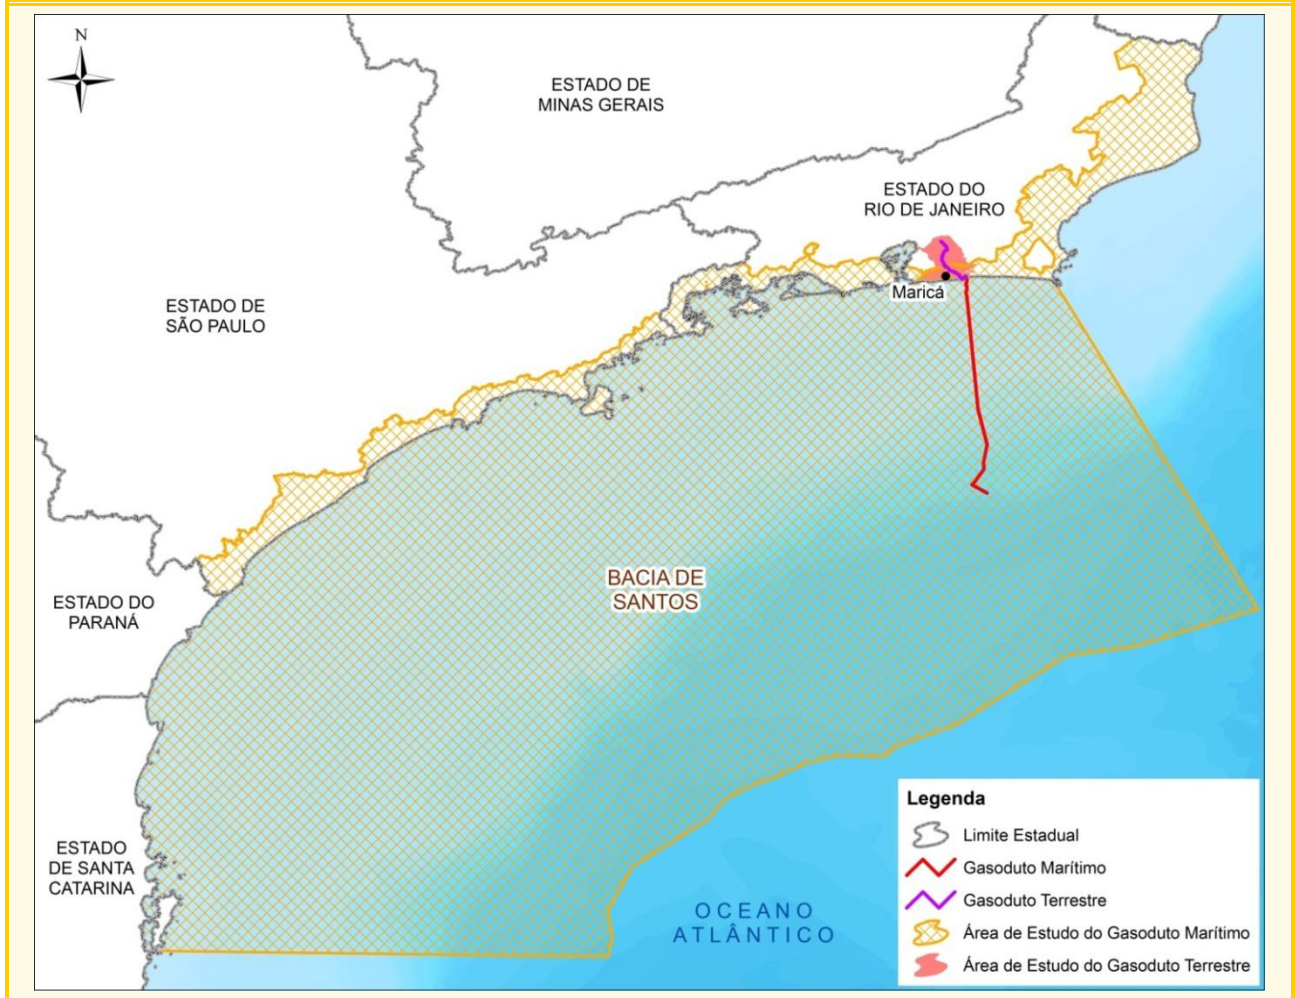 N
ESTADO DE
MINAS GERAIS
ESTADO DO
RIO DE JANEIRO
Maricá
ESTADO DE
SÃO PAULO
BACIA DE
SANTOS
ESTADO DO
PARANÁ
ESTADO
DE SANTA
CATARINA
OCEANO
ATLÂNTICO
Legenda
Limite Estadual
Gasoduto Marítimo
Gasoduto Terrestre
Área de Estudo do Gasoduto Marítimo
Área de Estudo do Gasoduto Terrestre